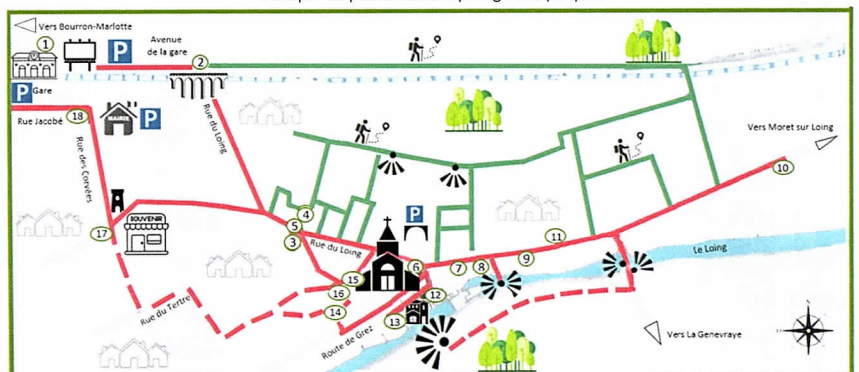 Vers Bourron-Marlotte
1
P
Avenue
de la gare
2
P
Gare
Rue Jacobé
18
MAIRIE
P
Rue du Loing
Rue des Corvées
Vers Moret sur Loing
10
4
5
3
P
SOUVENIR
17
Rue du Loing
11
Le Loing
15
6
7
8
9
16
12
14
13
Rue du Tertre
Route de Grez
Vers La Genevraye